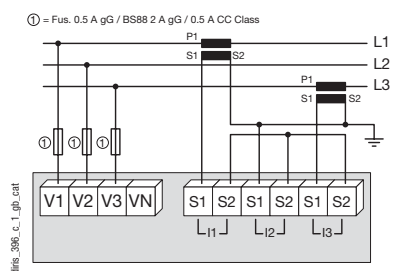 ① = Fus. 0.5 A gG / BS88 2 A gG / 0.5 A CC Class
P1
L1
S1 S2
L2
P1
L3
S1 S2
① ① ①
V1 V2 V3 VN S1 S2 S1 S2 S1 S2
I1 I2 I3
diris_396_c_1_gb_cat